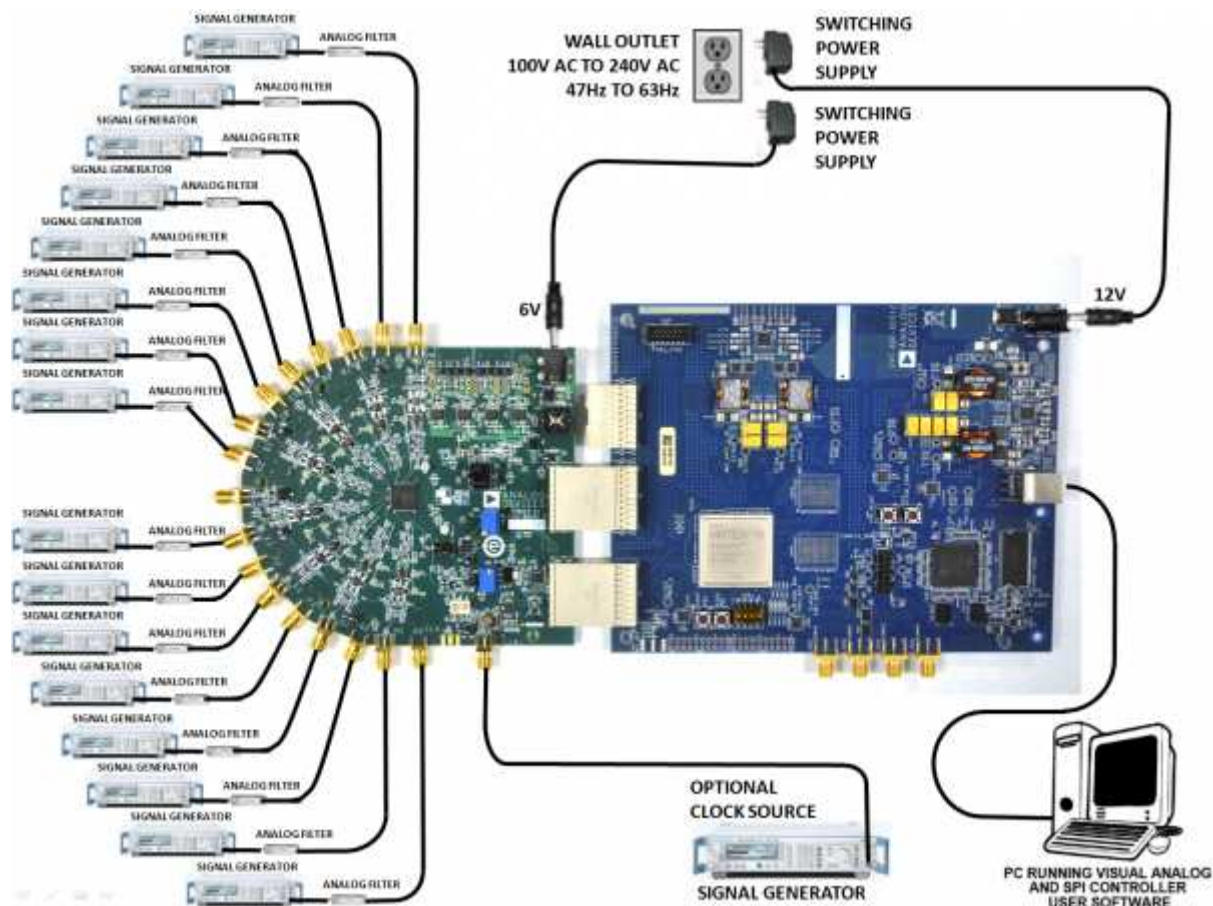 SIGNAL GENERATOR
ANALOG FILTER
SIGNAL GENERATOR
ANALOG FILTER
SIGNAL GENERATOR
ANALOG FILTER
SIGNAL GENERATOR
ANALOG FILTER
SIGNAL GENERATOR
ANALOG FILTER
SIGNAL GENERATOR
ANALOG FILTER
SIGNAL GENERATOR
ANALOG FILTER
SIGNAL GENERATOR
ANALOG FILTER
WALL OUTLET
100V AC TO 240V AC
47Hz TO 63Hz
SWITCHING
POWER
SUPPLY
SWITCHING
POWER
SUPPLY
6V
12V
SIGNAL GENERATOR
ANALOG FILTER
SIGNAL GENERATOR
ANALOG FILTER
SIGNAL GENERATOR
ANALOG FILTER
SIGNAL GENERATOR
ANALOG FILTER
SIGNAL GENERATOR
ANALOG FILTER
SIGNAL GENERATOR
ANALOG FILTER
SIGNAL GENERATOR
ANALOG FILTER
SIGNAL GENERATOR
ANALOG FILTER
OPTIONAL
CLOCK SOURCE
SIGNAL GENERATOR
PC RUNNING VISUAL ANALOG
AND SPI CONTROLLER
USER SOFTWARE